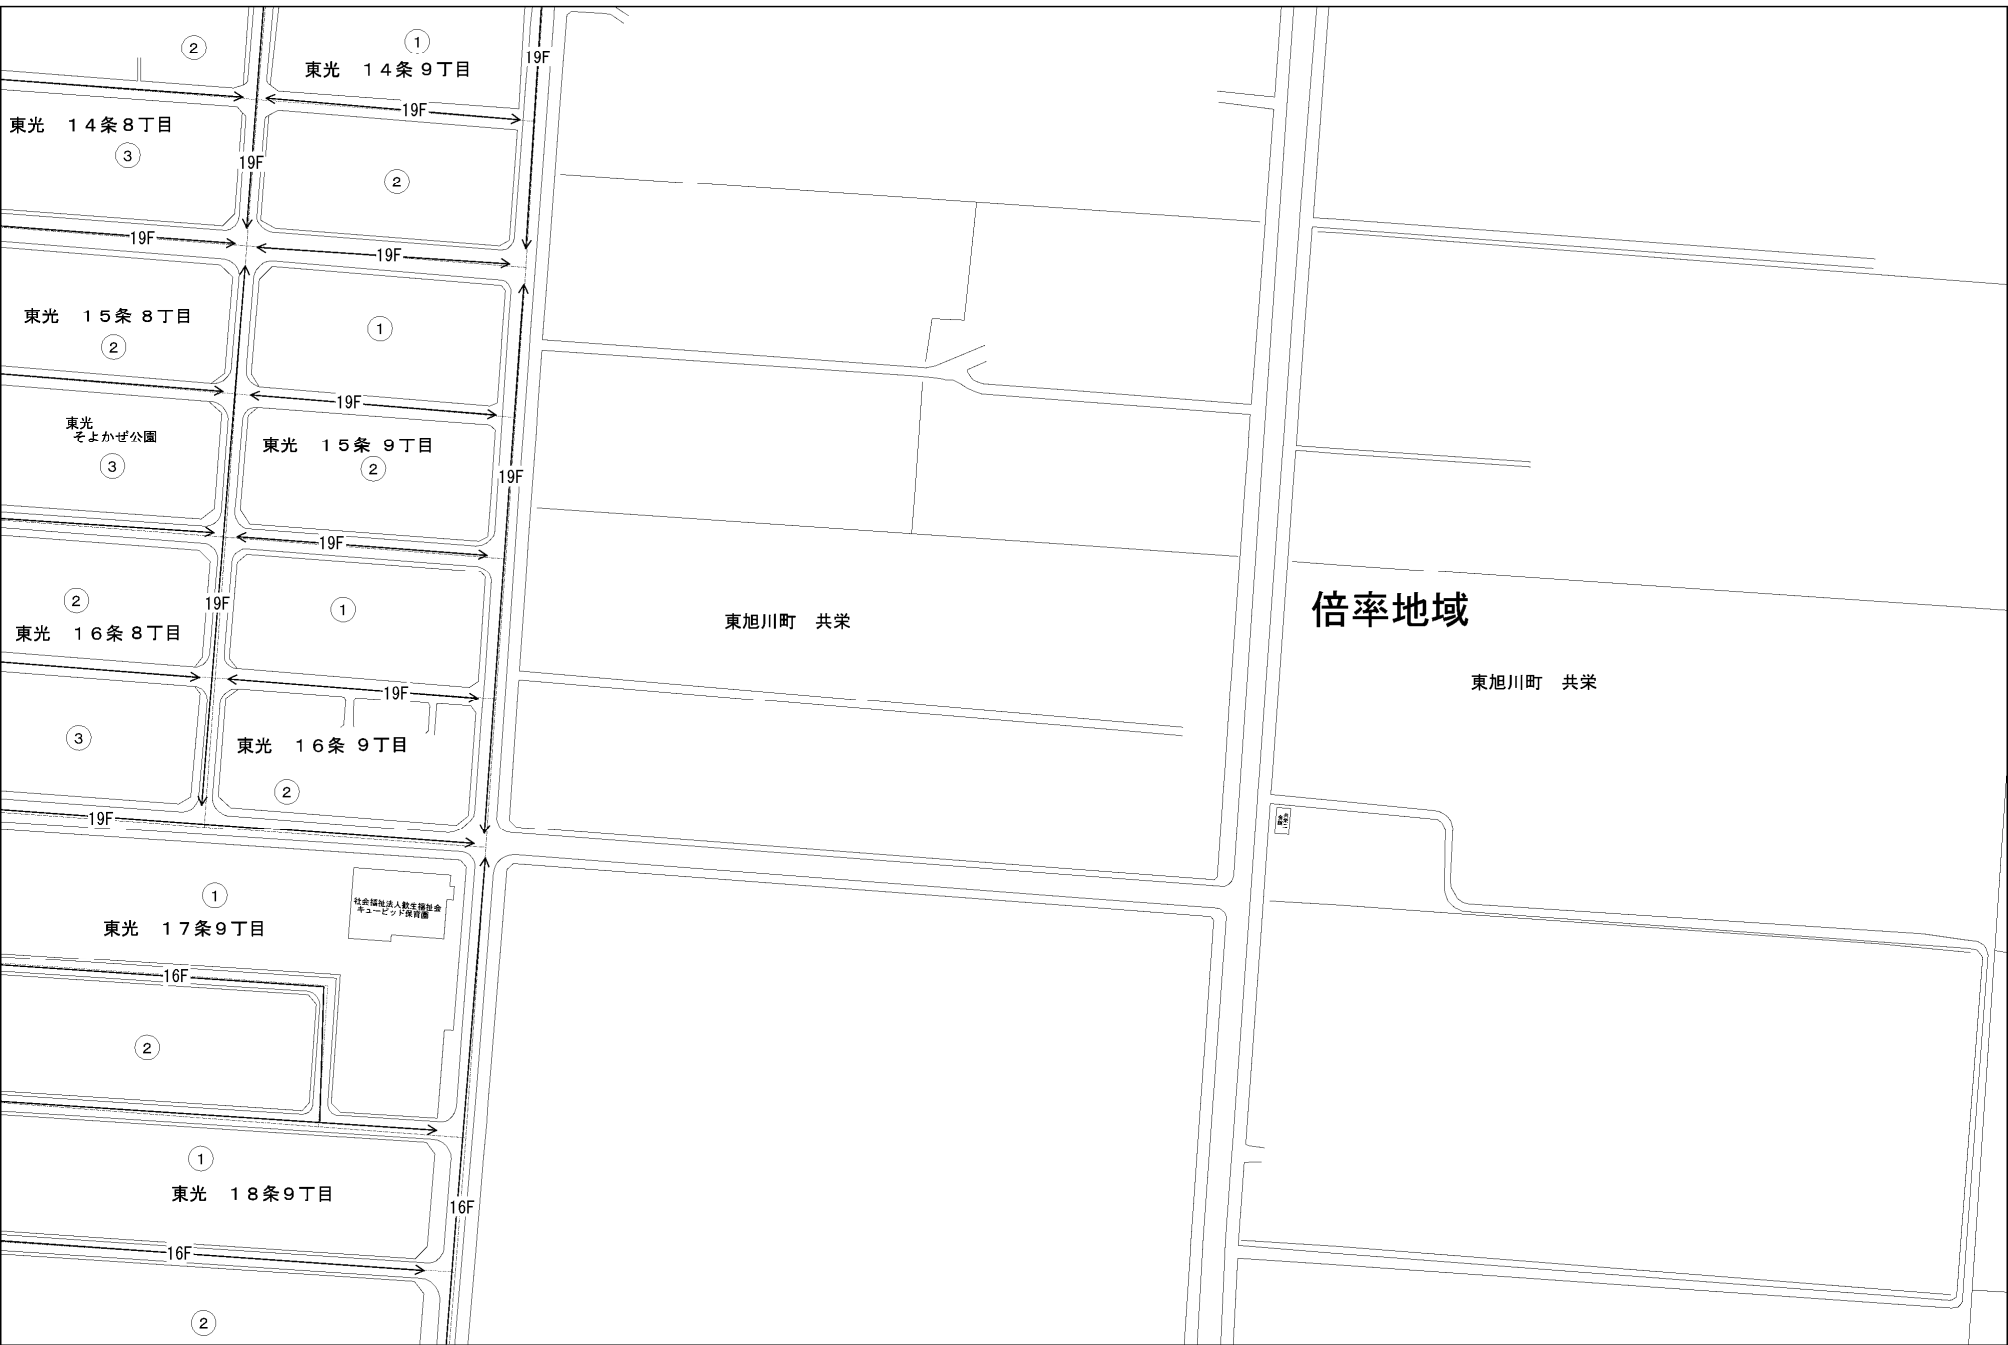 ②
①
東光　１４条９丁目
19F
19F
東光　１４条８丁目
③
19F
②
19F
19F
東光　１５条８丁目
②
①
19F
東光
そよかぜ公園
③
東光　１５条 ９丁目
②
19F
19F
②
東光　１６条８丁目
19F
①
東旭川町　共栄
倍率地域
東旭川町　共栄
19F
③
東光　１６条 ９丁目
②
19F
①
東光　１７条９丁目
社会福祉法人歓生福祉会
キューピッド保育園
16F
②
①
東光　１８条９丁目
16F
16F
②